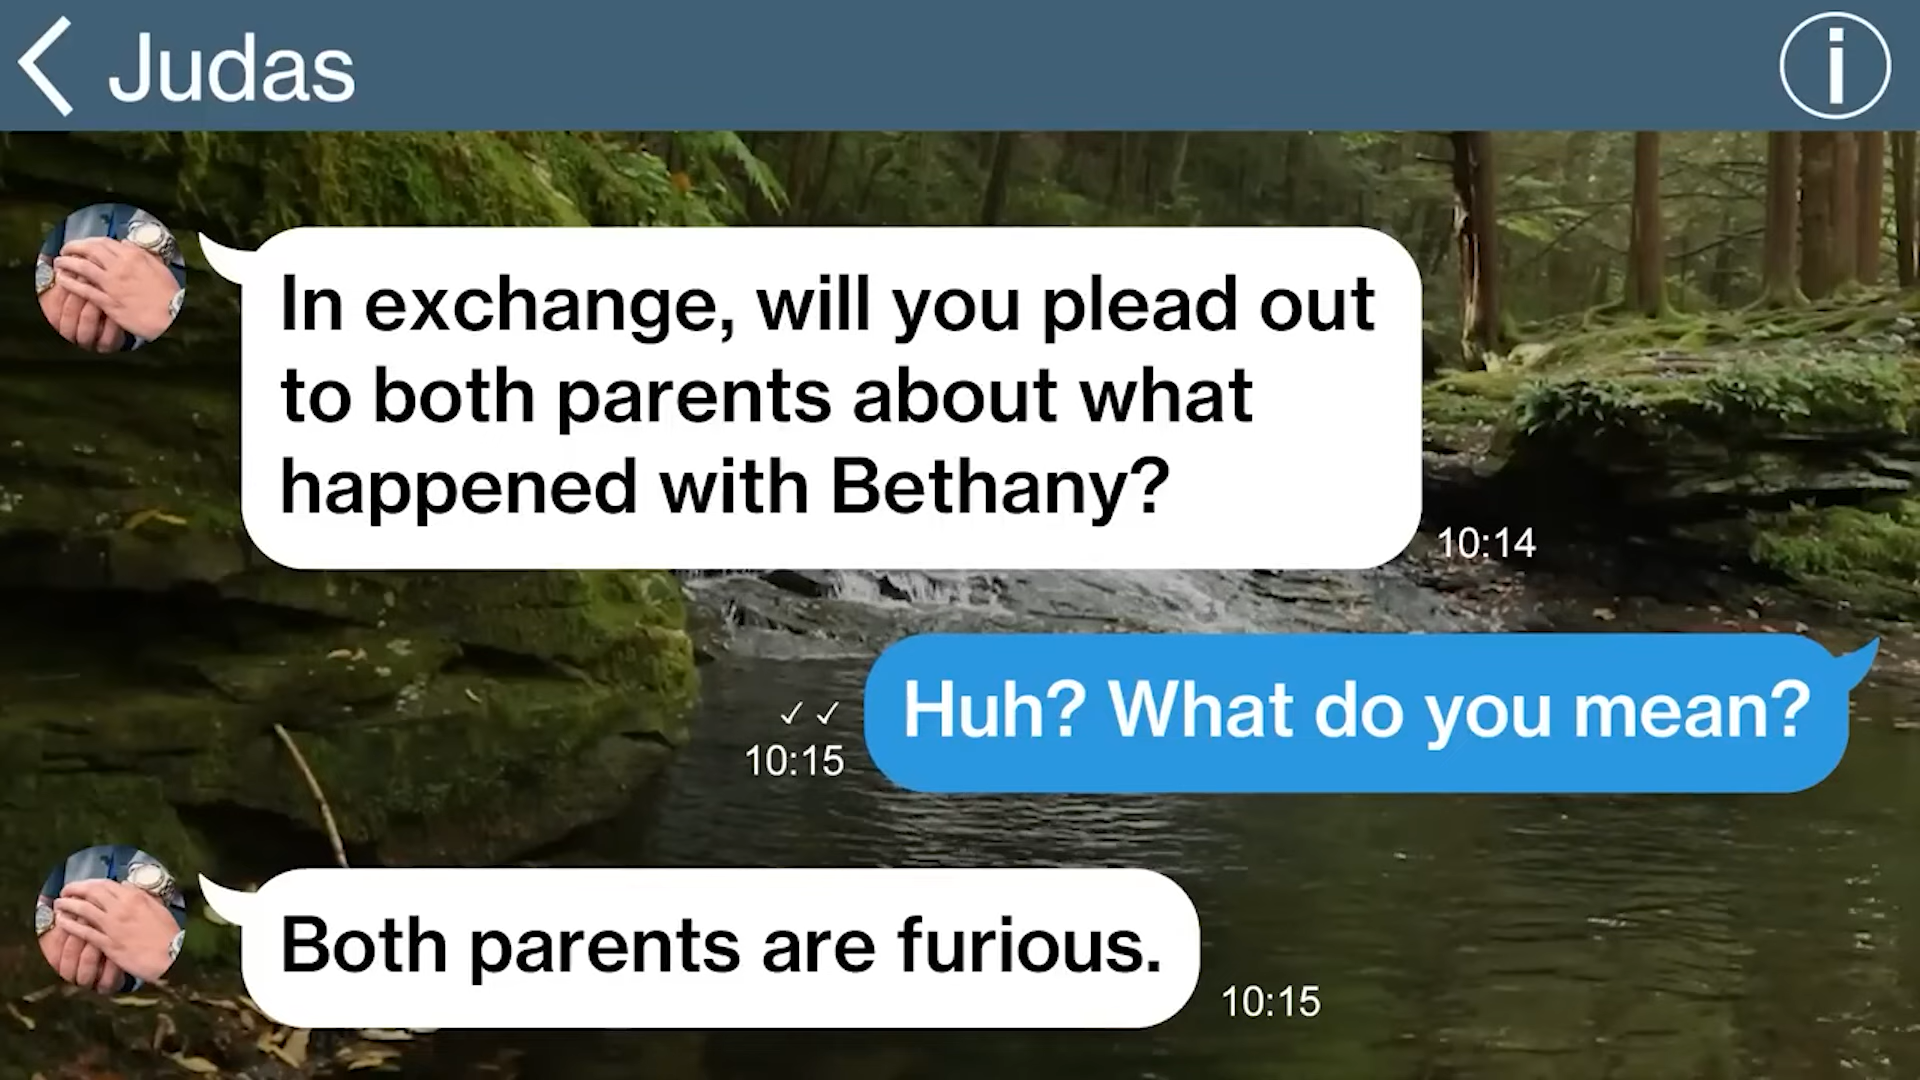 Judas
In exchange, will you plead out
to both parents about what
happened with Bethany?
10:14
Huh? What do you mean?
10:15
Both parents are furious.
10:15